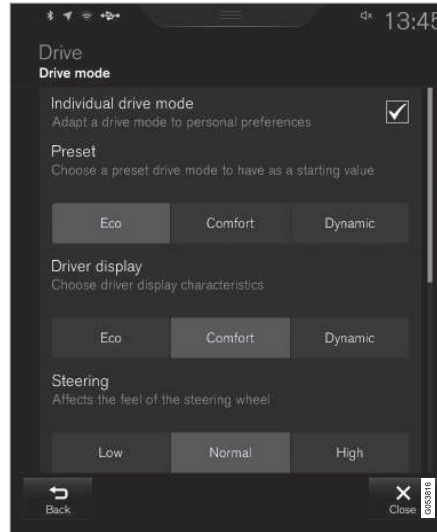 13:45
Drive
Drive mode
Individual drive mode
Adapt a drive mode to personal preferences
Preset
Choose a preset drive mode to have as a starting value
Eco Comfort Dynamic
Driver display
Choose driver display characteristics
Eco Comfort Dynamic
Steering
Affects the feel of the steering wheel
Low Normal High
Back Close
G053816